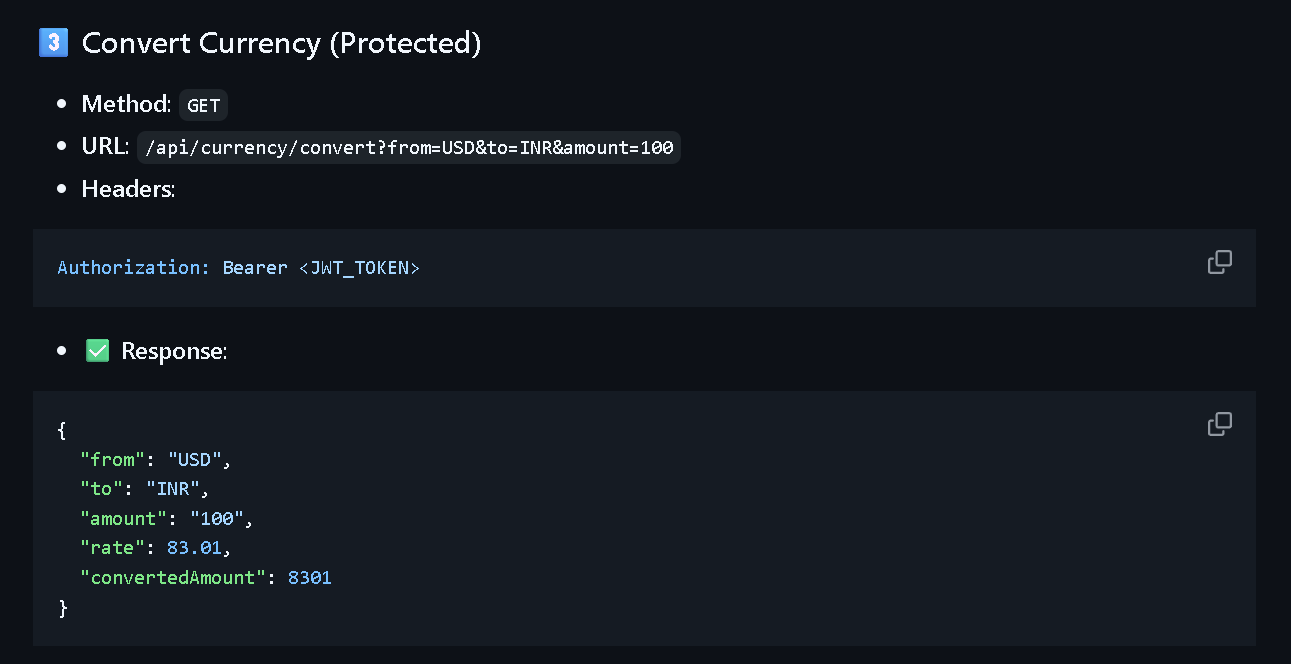 3 Convert Currency (Protected)
Method: GET
URL: /api/currency/convert?from=USD&to=INR&amount=100
Headers:
Authorization: Bearer <JWT_TOKEN>
✅ Response:
{
  "from": "USD",
  "to": "INR",
  "amount": "100",
  "rate": 83.01,
  "convertedAmount": 8301
}